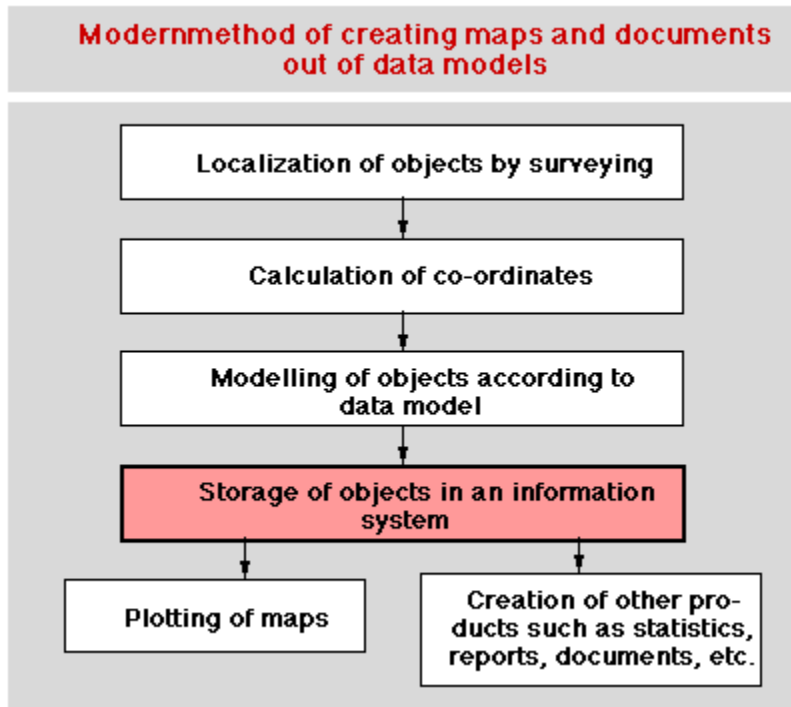 Modernmethod of creating maps and documents
out of data models
Localization of objects by surveying
Calculation of co-ordinates
Modelling of objects according to
data model
Storage of objects in an information
system
Plotting of maps
Creation of other pro-
ducts such as statistics,
reports, documents, etc.